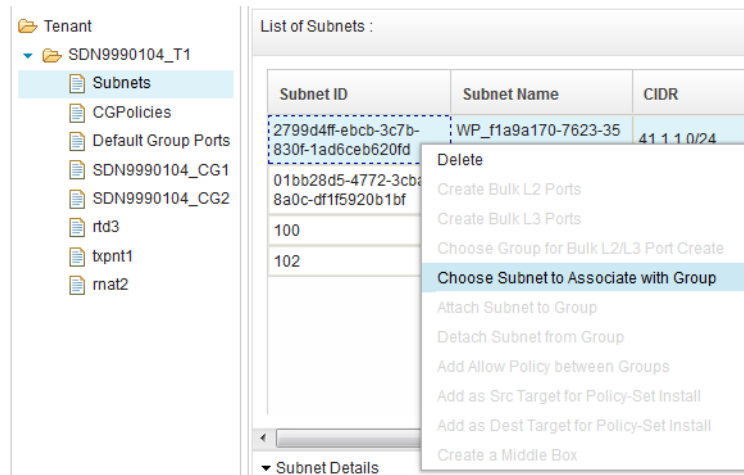 Tenant
SDN9990104_T1
Subnets
CGPolicies
Default Group Ports
SDN9990104_CG1
SDN9990104_CG2
rtd3
txpnt1
rnat2
List of Subnets :
Subnet ID Subnet Name CIDR
2799d4ff-ebcb-3c7b- WP_f1a9a170-7623-35 41.1.1.0/24
830f-1ad6ceb620fd
01bb28d5-4772-3cba
8a0c-df1f5920b1bf
100
102
Delete
Create Bulk L2 Ports
Create Bulk L3 Ports
Choose Group for Bulk L2/L3 Port Create
Choose Subnet to Associate with Group
Attach Subnet to Group
Detach Subnet from Group
Add Allow Policy between Groups
Add as Src Target for Policy-Set Install
Add as Dest Target for Policy-Set Install
Create a Middle Box
Subnet Details